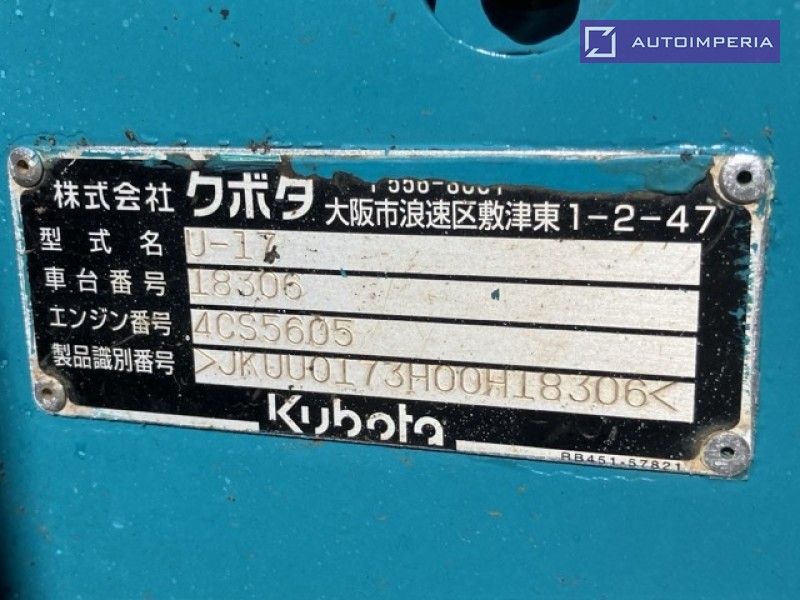 AUTOIMPERIA
株式会社 クボタ 大阪市浪速区敷津東1-2-47
型式名 U-17
車台番号 18306
エンジン番号 4CS5605
製品識別番号 >JKUU0173H00H18306<
Kubota
RB451-57821